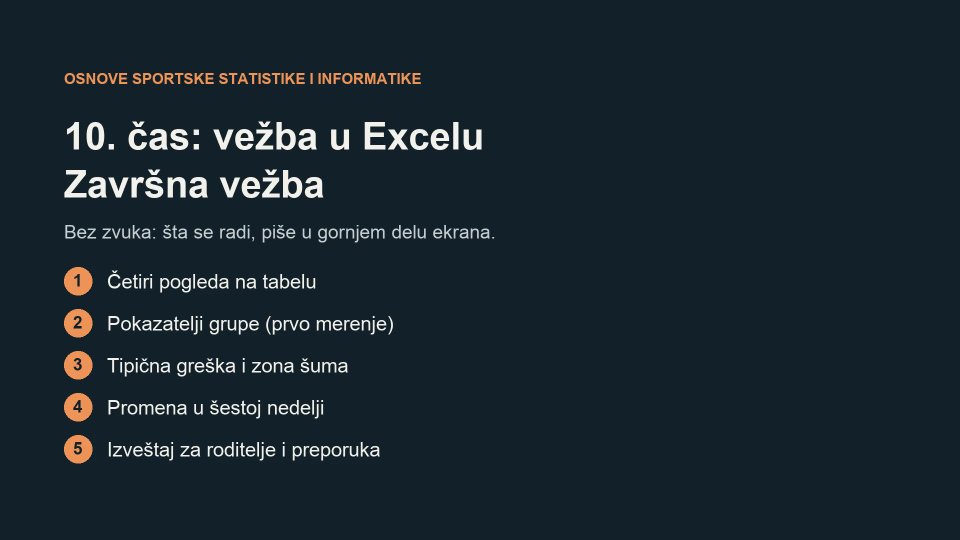 OSNOVE SPORTSKE STATISTIKE I INFORMATIKE
10. čas: vežba u Excelu
Završna vežba
Bez zvuka: šta se radi, piše u gornjem delu ekrana.
1 Četiri pogleda na tabelu
2 Pokazatelji grupe (prvo merenje)
3 Tipična greška i zona šuma
4 Promena u šestoj nedelji
5 Izveštaj za roditelje i preporuka